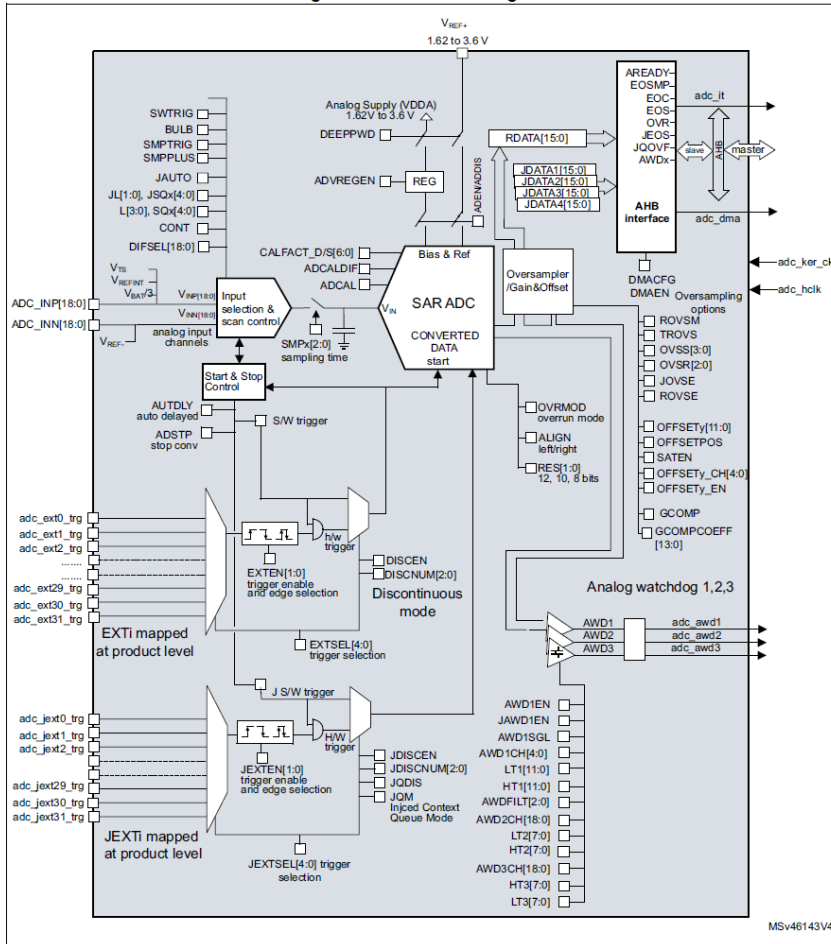 VREF+
1.62 to 3.6 V
Analog Supply (VDDA)
1.62V to 3.6 V
SWTRIG
BULB
SMPTRIG
SMPPLUS
JAUTO
JL[1:0], JSQx[4:0]
L[3:0], SQx[4:0]
CONT
DIFSEL[18:0]
DEEPPWD
ADVREGEN
REG
ADEN/ADDIS
CALFACT_D/S[6:0]
ADCALDIF
ADCAL
Bias & Ref
SAR ADC
VIN
CONVERTED
DATA
start
RDATA[15:0]
JDATA1[15:0]
JDATA2[15:0]
JDATA3[15:0]
JDATA4[15:0]
AREADY
EOSMP
EOC
EOS
OVR
JEOS
JQOVF
AWDx
AHB
interface
adc_it
slave
AHB
master
adc_dma
DMACFG
DMAEN
adc_ker_ck
adc_hclk
Oversampler
/Gain&Offset
Oversampling
options
ROVSM
TROVS
OVSS[3:0]
OVSR[2:0]
JOVSE
ROVSE
OFFSETy[11:0]
OFFSETPOS
SATEN
OFFSETy_CH[4:0]
OFFSETy_EN
GCOMP
GCOMPCOEFF
[13:0]
VTS
VREFINT
VBAT/3
ADC_INP[18:0]
VINP[18:0]
ADC_INN[18:0]
VINN[18:0]
VREF-
analog input
channels
Input
selection &
scan control
SMPx[2:0]
sampling time
Start & Stop
Control
AUTDLY
auto delayed
ADSTP
stop conv
S/W trigger
OVRMOD
overrun mode
ALIGN
left/right
RES[1:0]
12, 10, 8 bits
adc_ext0_trg
adc_ext1_trg
adc_ext2_trg
.......
.......
adc_ext29_trg
adc_ext30_trg
adc_ext31_trg
EXTi mapped
at product level
EXTEN[1:0]
trigger enable
and edge selection
h/w
trigger
DISCEN
DISCNUM[2:0]
Discontinuous
mode
EXTSEL[4:0]
trigger selection
Analog watchdog 1,2,3
AWD1
AWD2
AWD3
adc_awd1
adc_awd2
adc_awd3
J S/W trigger
adc_jext0_trg
adc_jext1_trg
adc_jext2_trg
adc_jext29_trg
adc_jext30_trg
adc_jext31_trg
JEXTi mapped
at product level
JEXTEN[1:0]
trigger enable
and edge selection
H/W
trigger
JDISCEN
JDISCNUM[2:0]
JQDIS
JQM
Injced Context
Queue Mode
JEXTSEL[4:0] trigger
selection
AWD1EN
JAWD1EN
AWD1SGL
AWD1CH[4:0]
LT1[11:0]
HT1[11:0]
AWDFILT[2:0]
AWD2CH[18:0]
LT2[7:0]
HT2[7:0]
AWD3CH[18:0]
HT3[7:0]
LT3[7:0]
MSv46143V4